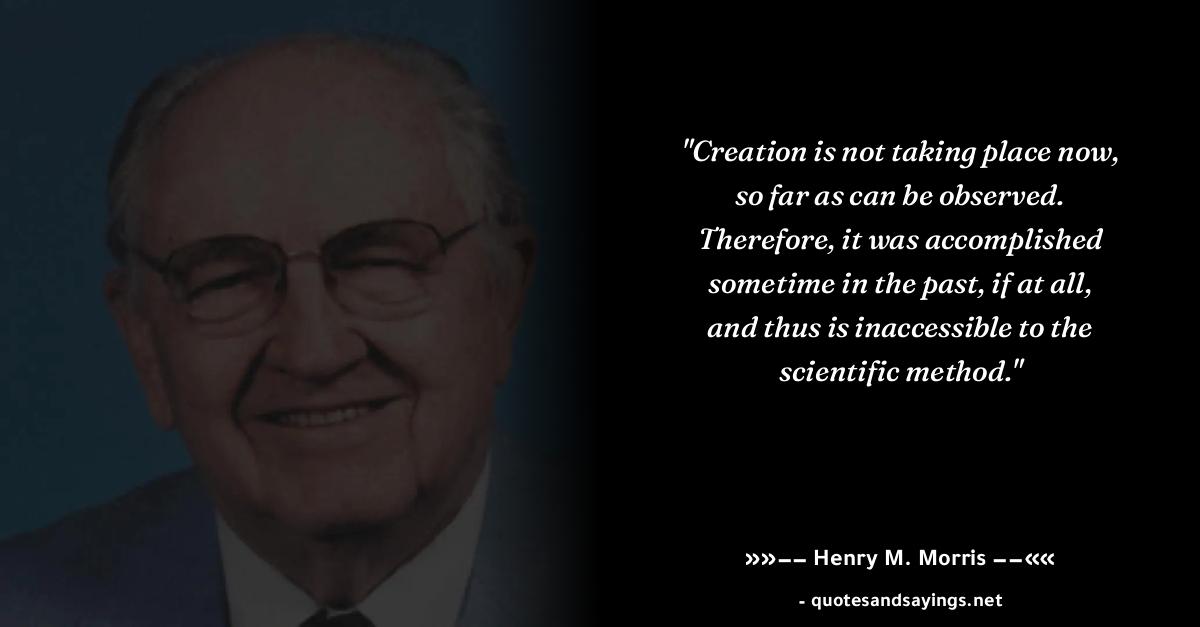 "Creation is not taking place now,
so far as can be observed.
Therefore, it was accomplished
sometime in the past, if at all,
and thus is inaccessible to the
scientific method."
»»–– Henry M. Morris ––««
- quotesandsayings.net